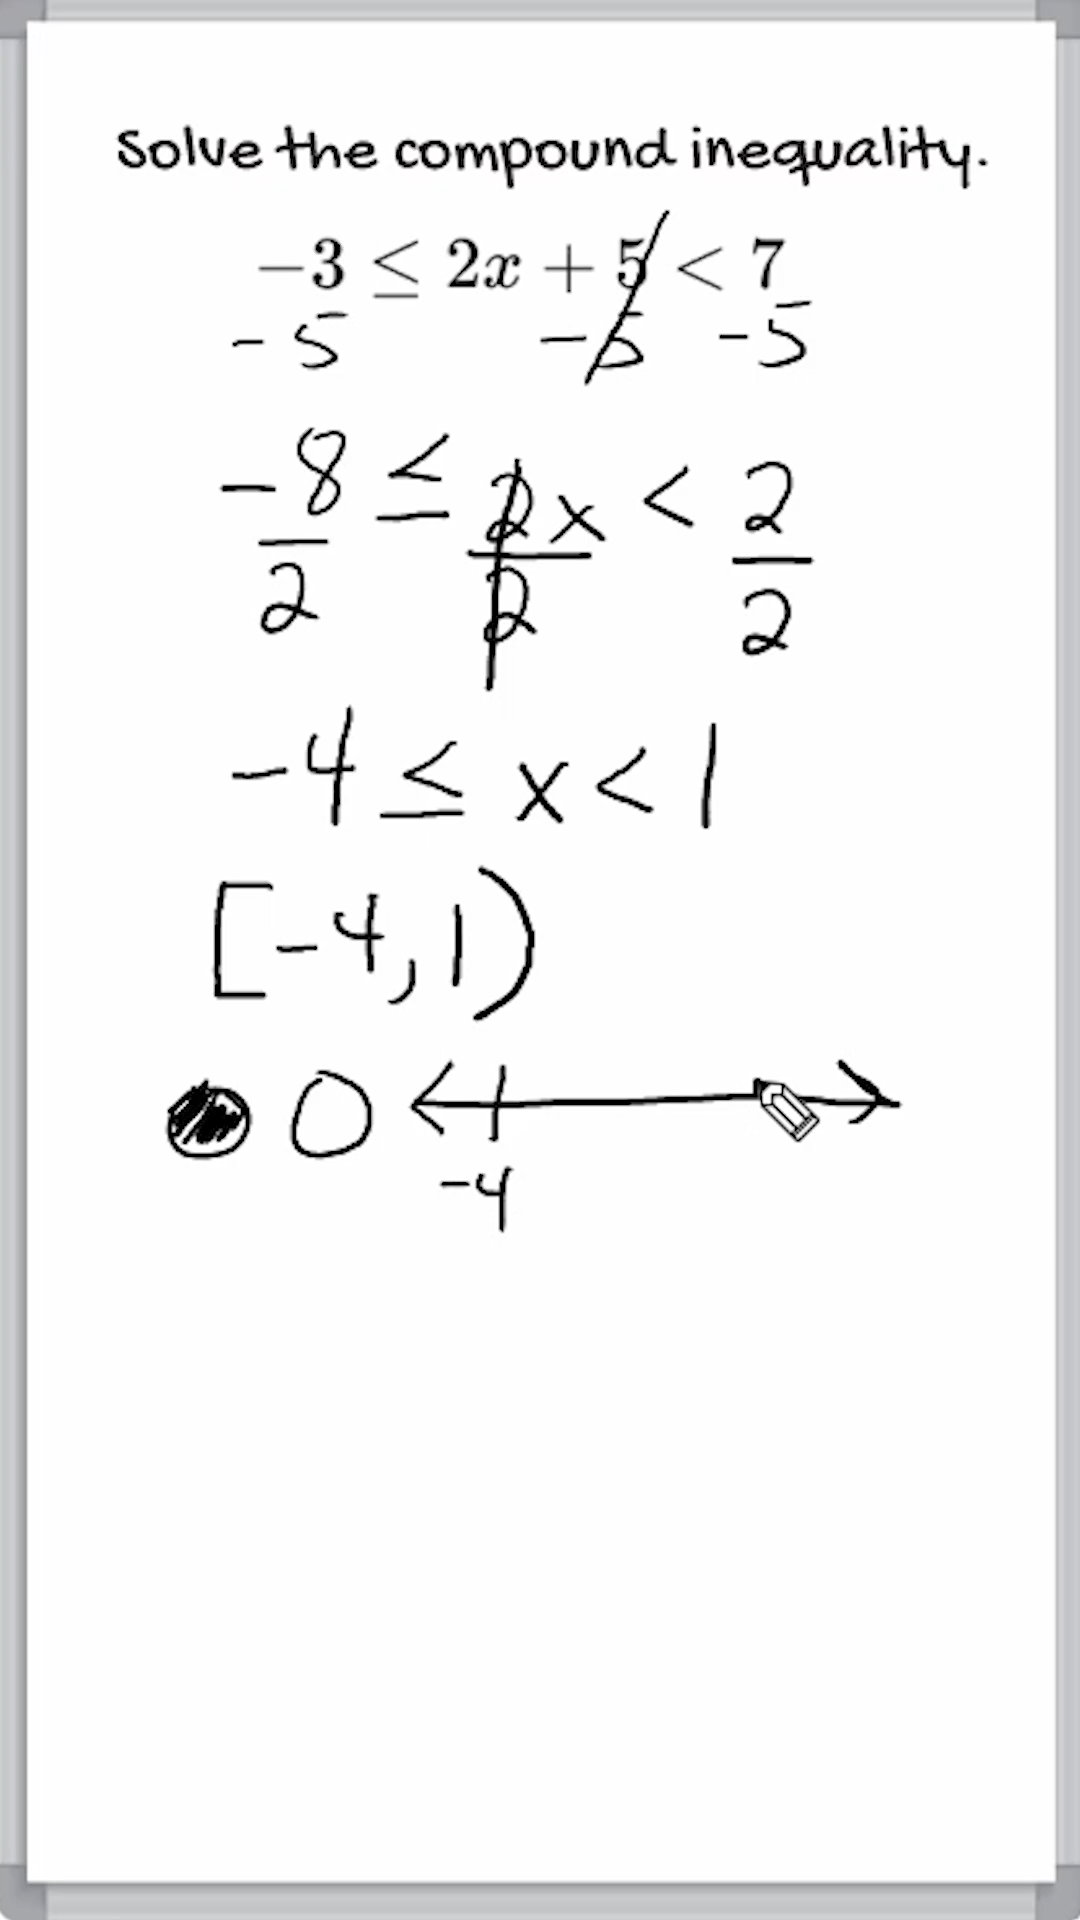 Solve the compound inequality.
−3 ≤ 2x + 5 < 7
-5 -5 -5
-8 ≤ 2x < 2
2 2 2
-4 ≤ x < 1
[-4,1)
-4